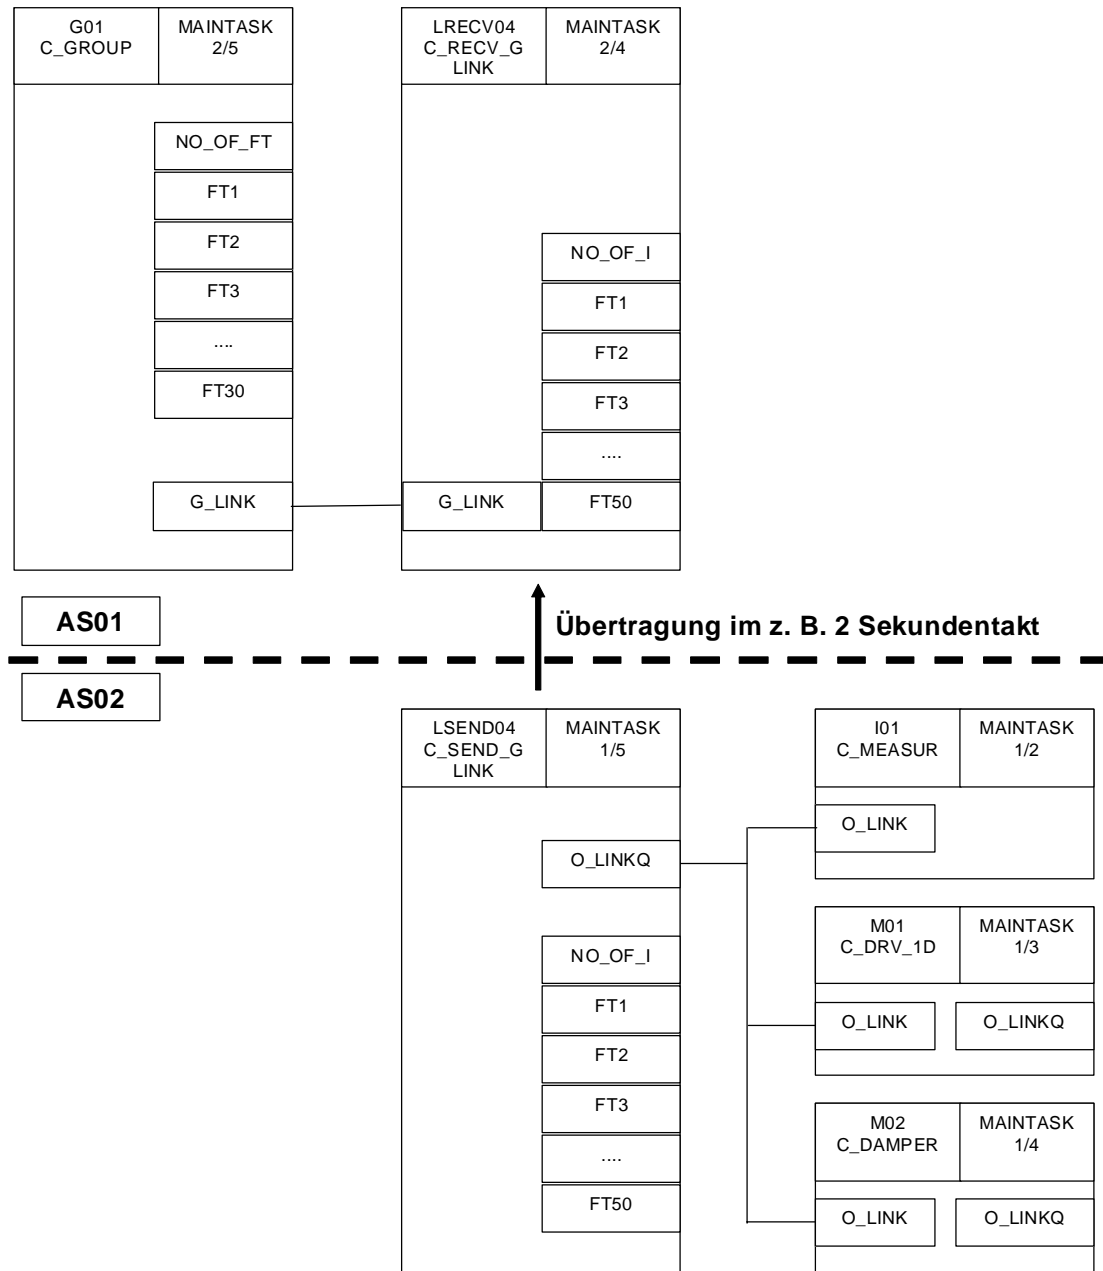 G01
C_GROUP
MAINTASK
2/5
NO_OF_FT
FT1
FT2
FT3
....
FT30
G_LINK
LRECV04
C_RECV_G
LINK
MAINTASK
2/4
NO_OF_I
FT1
FT2
FT3
....
G_LINK
FT50
AS01
Übertragung im z. B. 2 Sekundentakt
AS02
LSEND04
C_SEND_G
LINK
MAINTASK
1/5
O_LINKQ
NO_OF_I
FT1
FT2
FT3
....
FT50
I01
C_MEASUR
MAINTASK
1/2
O_LINK
M01
C_DRV_1D
MAINTASK
1/3
O_LINK
O_LINKQ
M02
C_DAMPER
MAINTASK
1/4
O_LINK
O_LINKQ